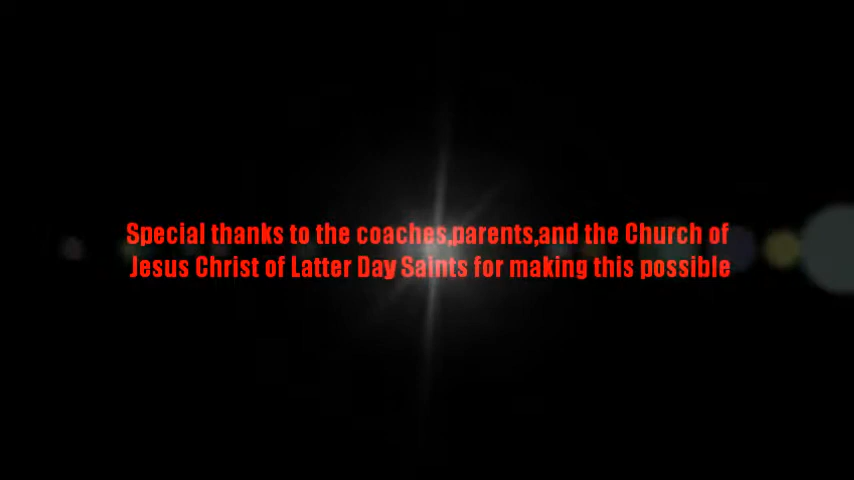 Special thanks to the coaches,parents,and the Church of
Jesus Christ of Latter Day Saints for making this possible